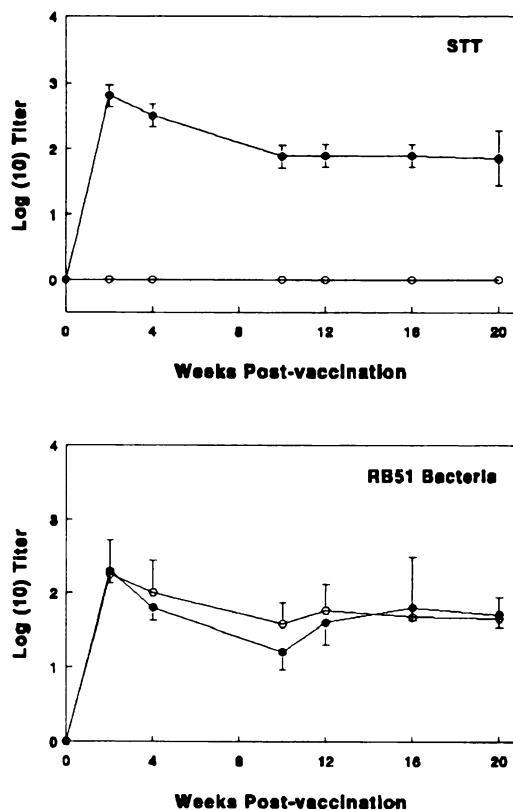 STT
4
3
2
1
0
Log (10) Titer
0 4 8 12 16 20
Weeks Post-vaccination
RB51 Bacteria
4
3
2
1
0
Log (10) Titer
0 4 8 12 16 20
Weeks Post-vaccination